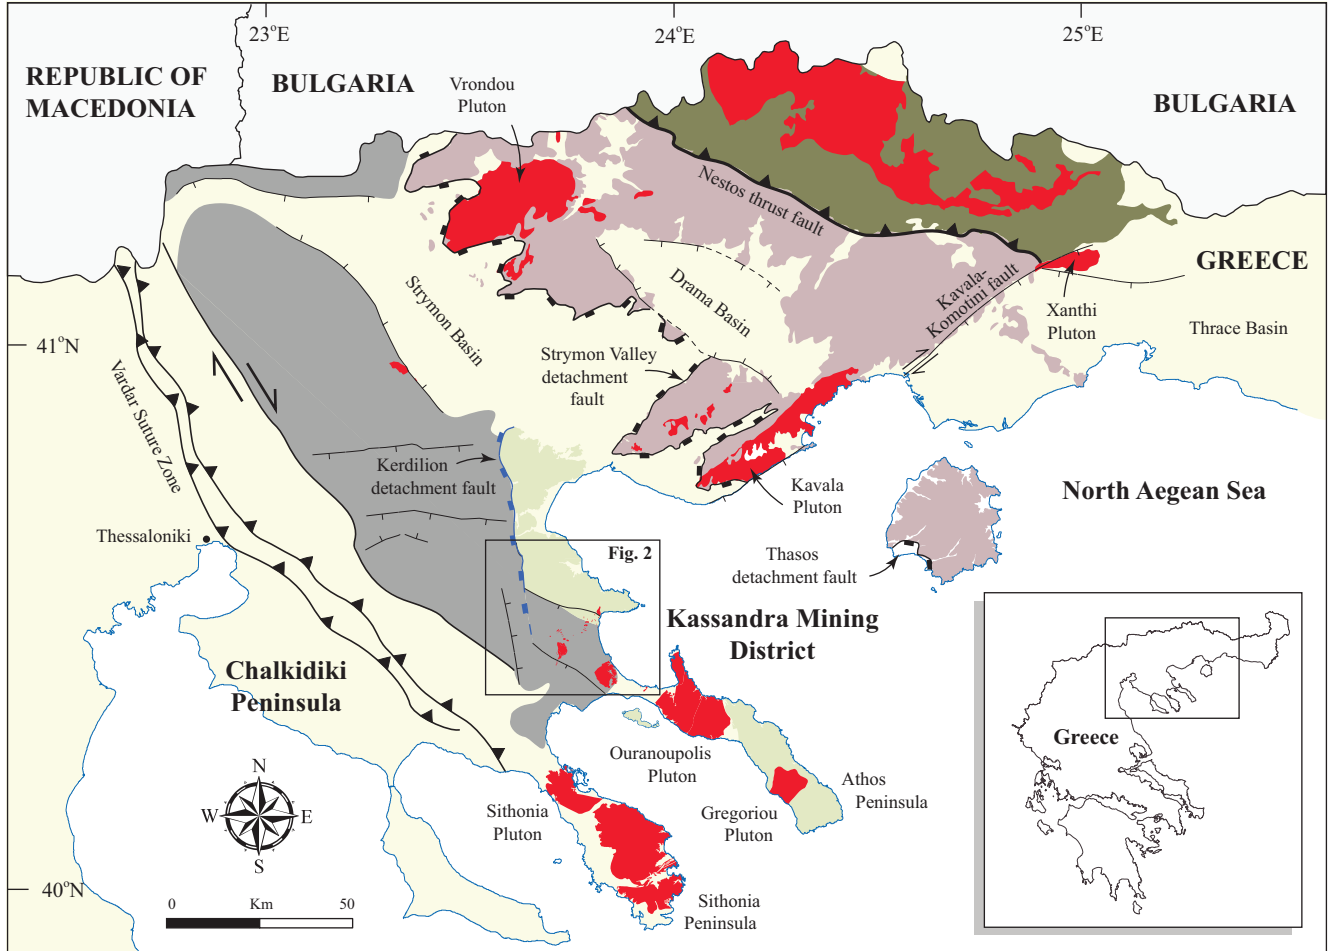 23°E
24°E
25°E
REPUBLIC OF
MACEDONIA
BULGARIA
Vrondou
Pluton
BULGARIA
Nestos thrust fault
GREECE
Kavala-
Komotini fault
Xanthi
Pluton
Thrace Basin
Drama Basin
Strymon Basin
41°N
Strymon Valley
detachment
fault
Vardar Suture Zone
Kerdilion
detachment fault
Kavala
Pluton
North Aegean Sea
Thessaloniki
Fig. 2
Thasos
detachment fault
Kassandra Mining
District
Chalkidiki
Peninsula
Greece
Ouranoupolis
Pluton
Athos
Peninsula
Gregoriou
Pluton
Sithonia
Pluton
N
W
E
S
40°N
0
Km
50
Sithonia
Peninsula